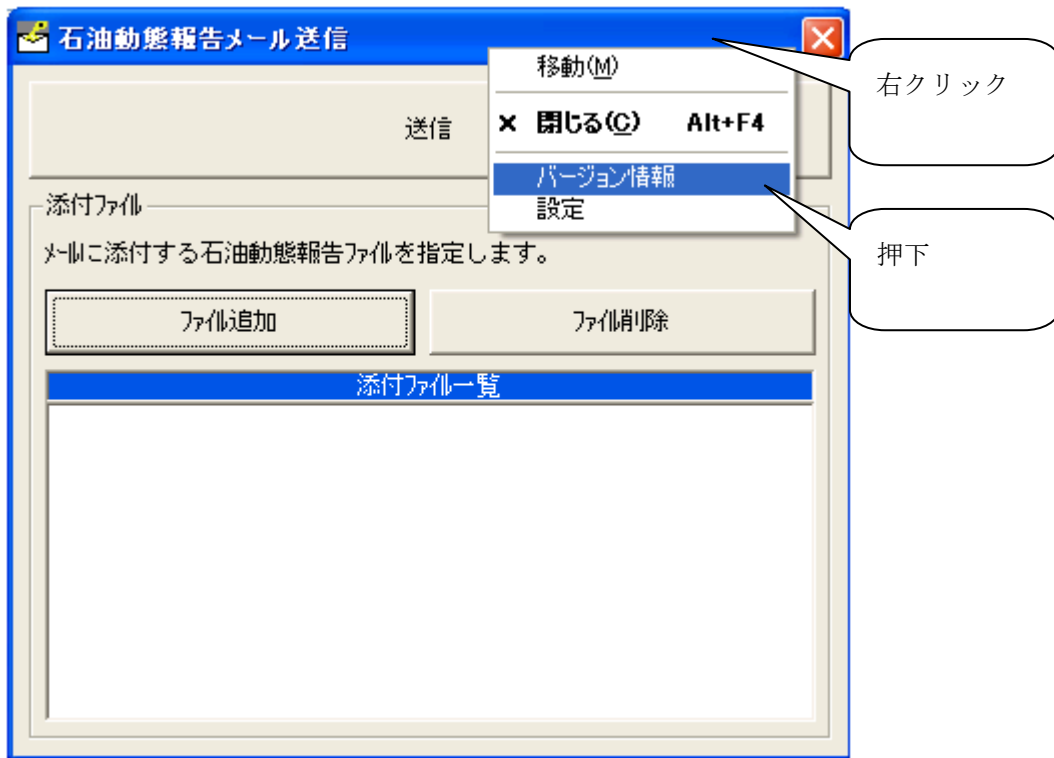 石油動態報告メール送信
移動(M)
右クリック
送信
× 閉じる(C) Alt+F4
バージョン情報
設定
添付ファイル
メールに添付する石油動態報告ファイルを指定します。
押下
ファイル追加
ファイル削除
添付ファイル一覧